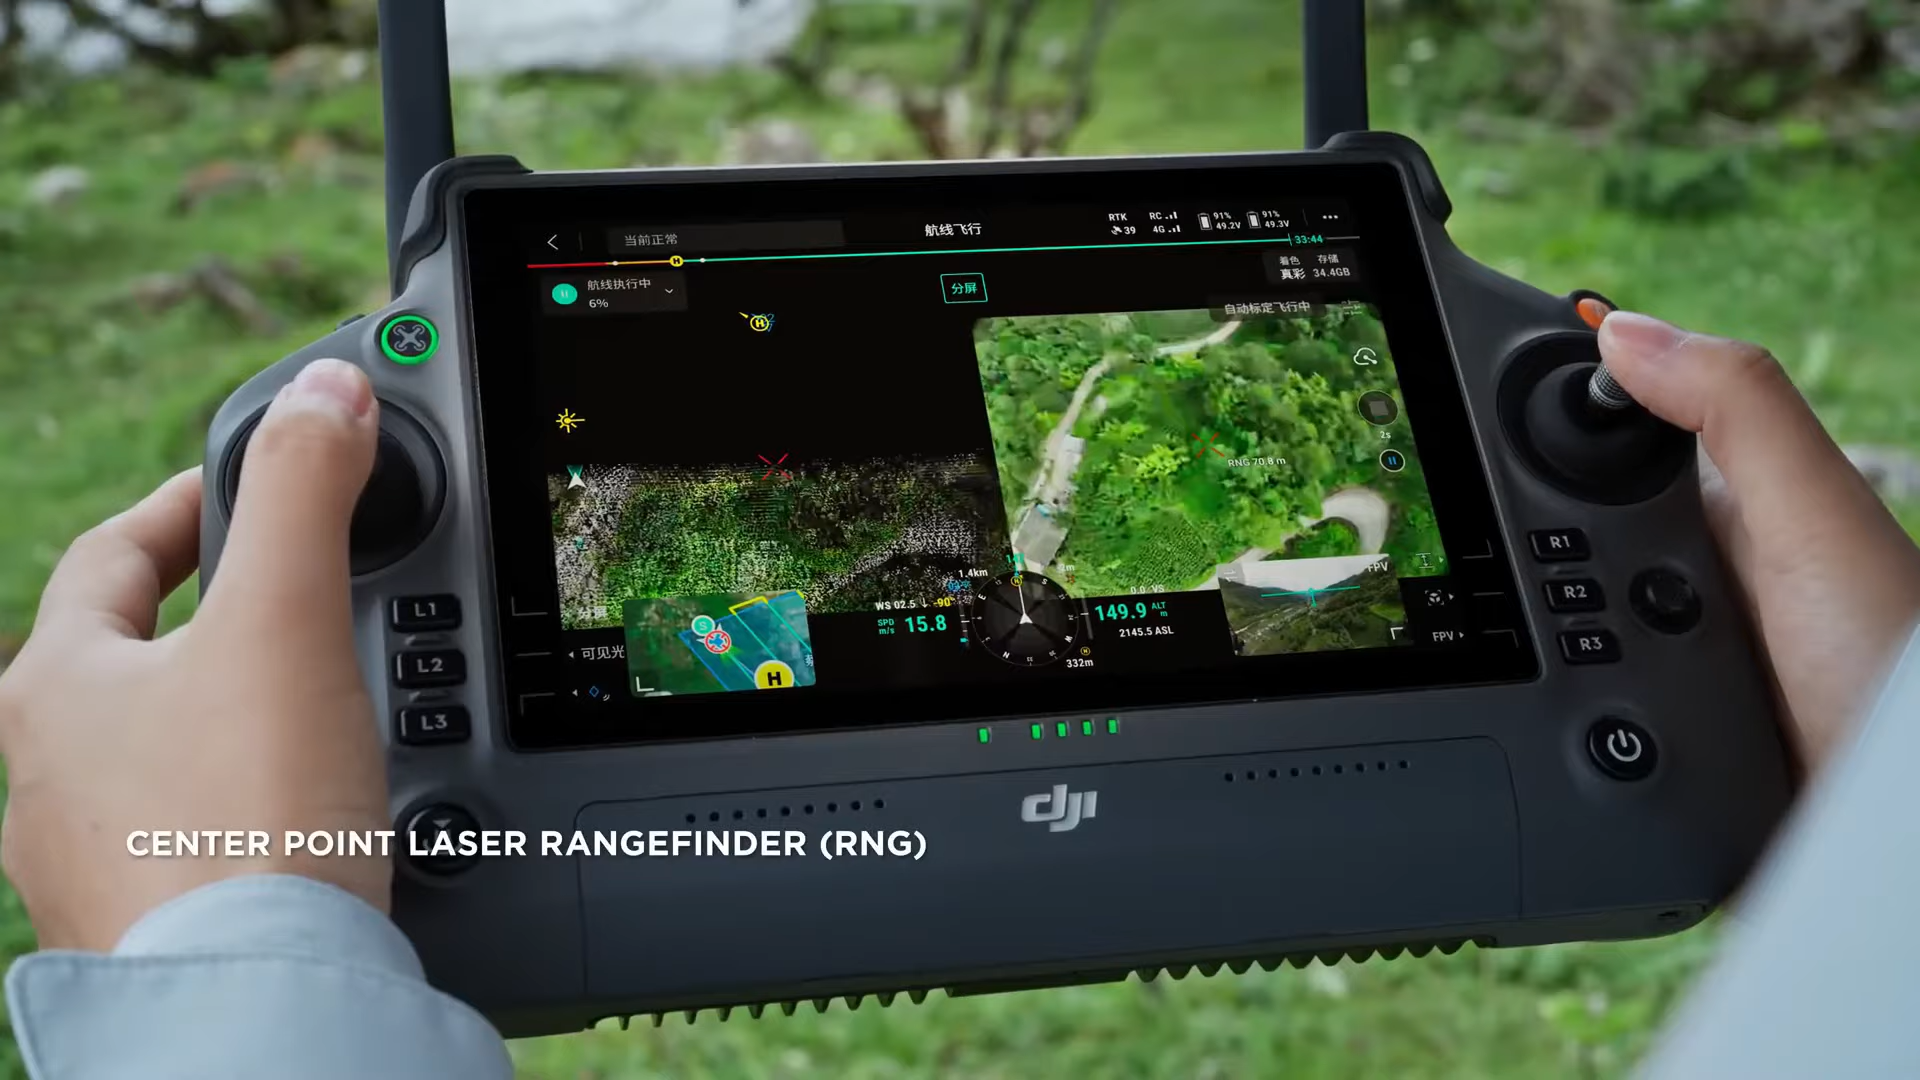 当前正常
航线飞行
RTK
39
RC
4G
91%
49.2V
91%
49.3V
33:44
航线执行中
6%
分屏
着色
真彩
存储
34.4GB
自动标定飞行中
2s
RNG 70.8 m
1.4km
WS 02.5 ↓ -90°
SPD
m/s
15.8
E
S
W
N
332m
0.0 VS
149.9 ALT
m
2145.5 ASL
FPV
FPV
可见光
S
H
L1
L2
L3
R1
R2
R3
dji
CENTER POINT LASER RANGEFINDER (RNG)